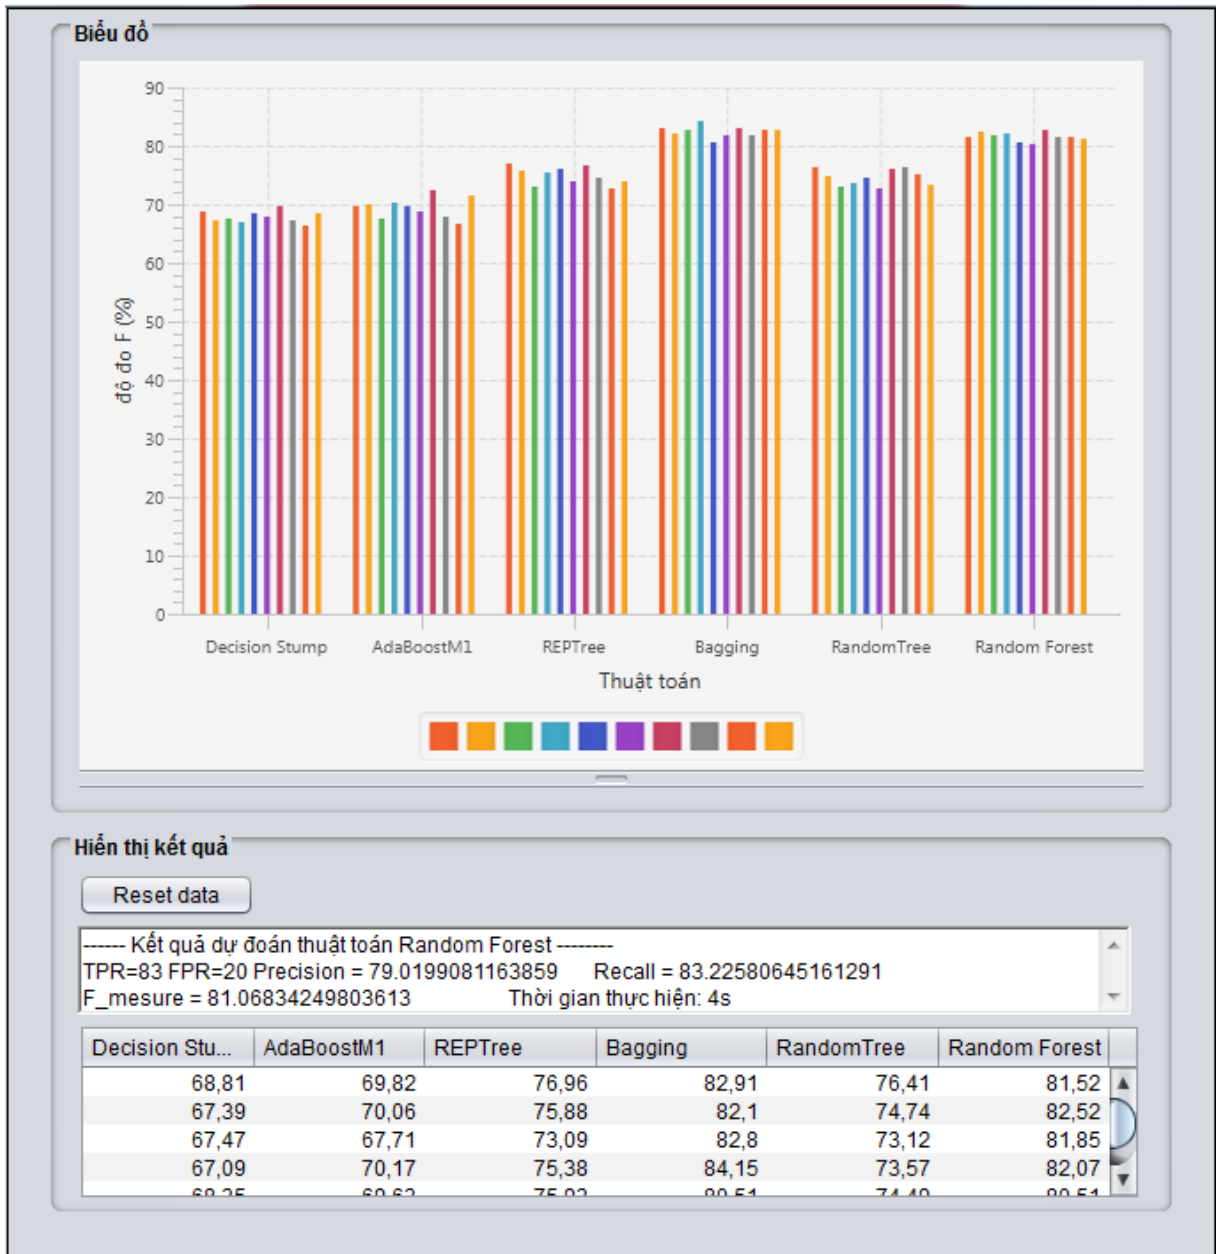 Biểu đồ
90
80
70
60
50
40
30
20
10
0
độ đo F (%)
Decision Stump AdaBoostM1 REPTree Bagging RandomTree Random Forest
Thuật toán
Hiển thị kết quả
Reset data
------ Kết quả dự đoán thuật toán Random Forest --------
TPR=83 FPR=20 Precision = 79.0199081163859 Recall = 83.22580645161291
F_mesure = 81.06834249803613 Thời gian thực hiện: 4s
Decision Stu... AdaBoostM1 REPTree Bagging RandomTree Random Forest
68,81 69,82 76,96 82,91 76,41 81,52
67,39 70,06 75,88 82,1 74,74 82,52
67,47 67,71 73,09 82,8 73,12 81,85
67,09 70,17 75,38 84,15 73,57 82,07